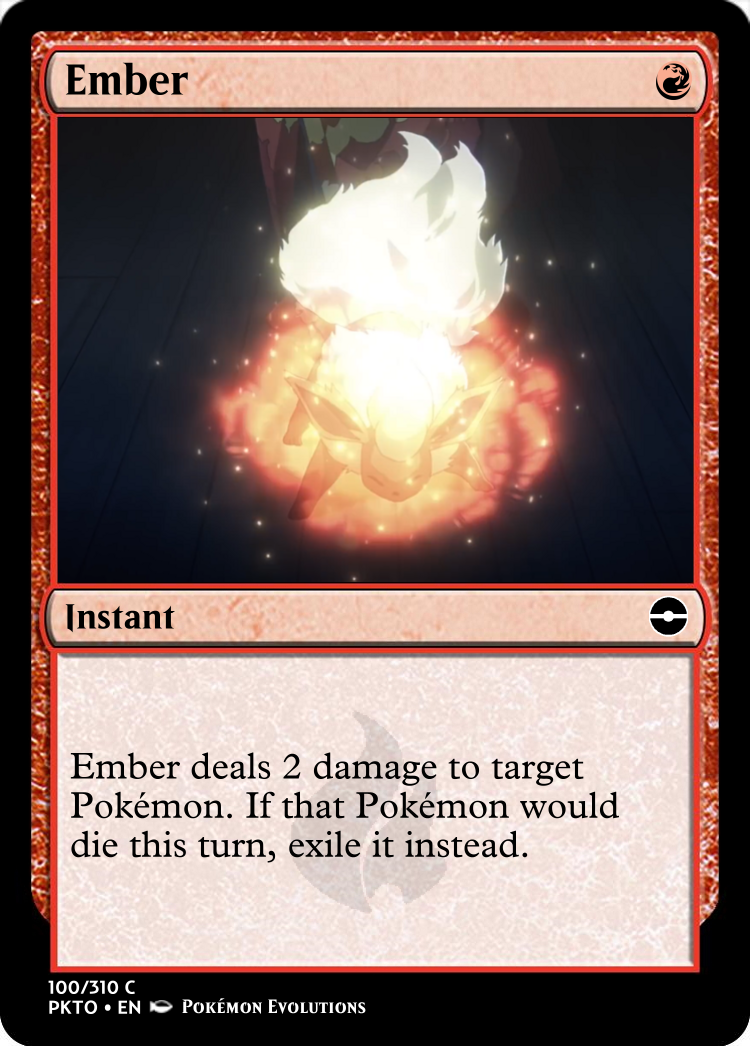 Ember
Instant
Ember deals 2 damage to target
Pokémon. If that Pokémon would
die this turn, exile it instead.
100/310 C
PKTO • EN Pokémon Evolutions